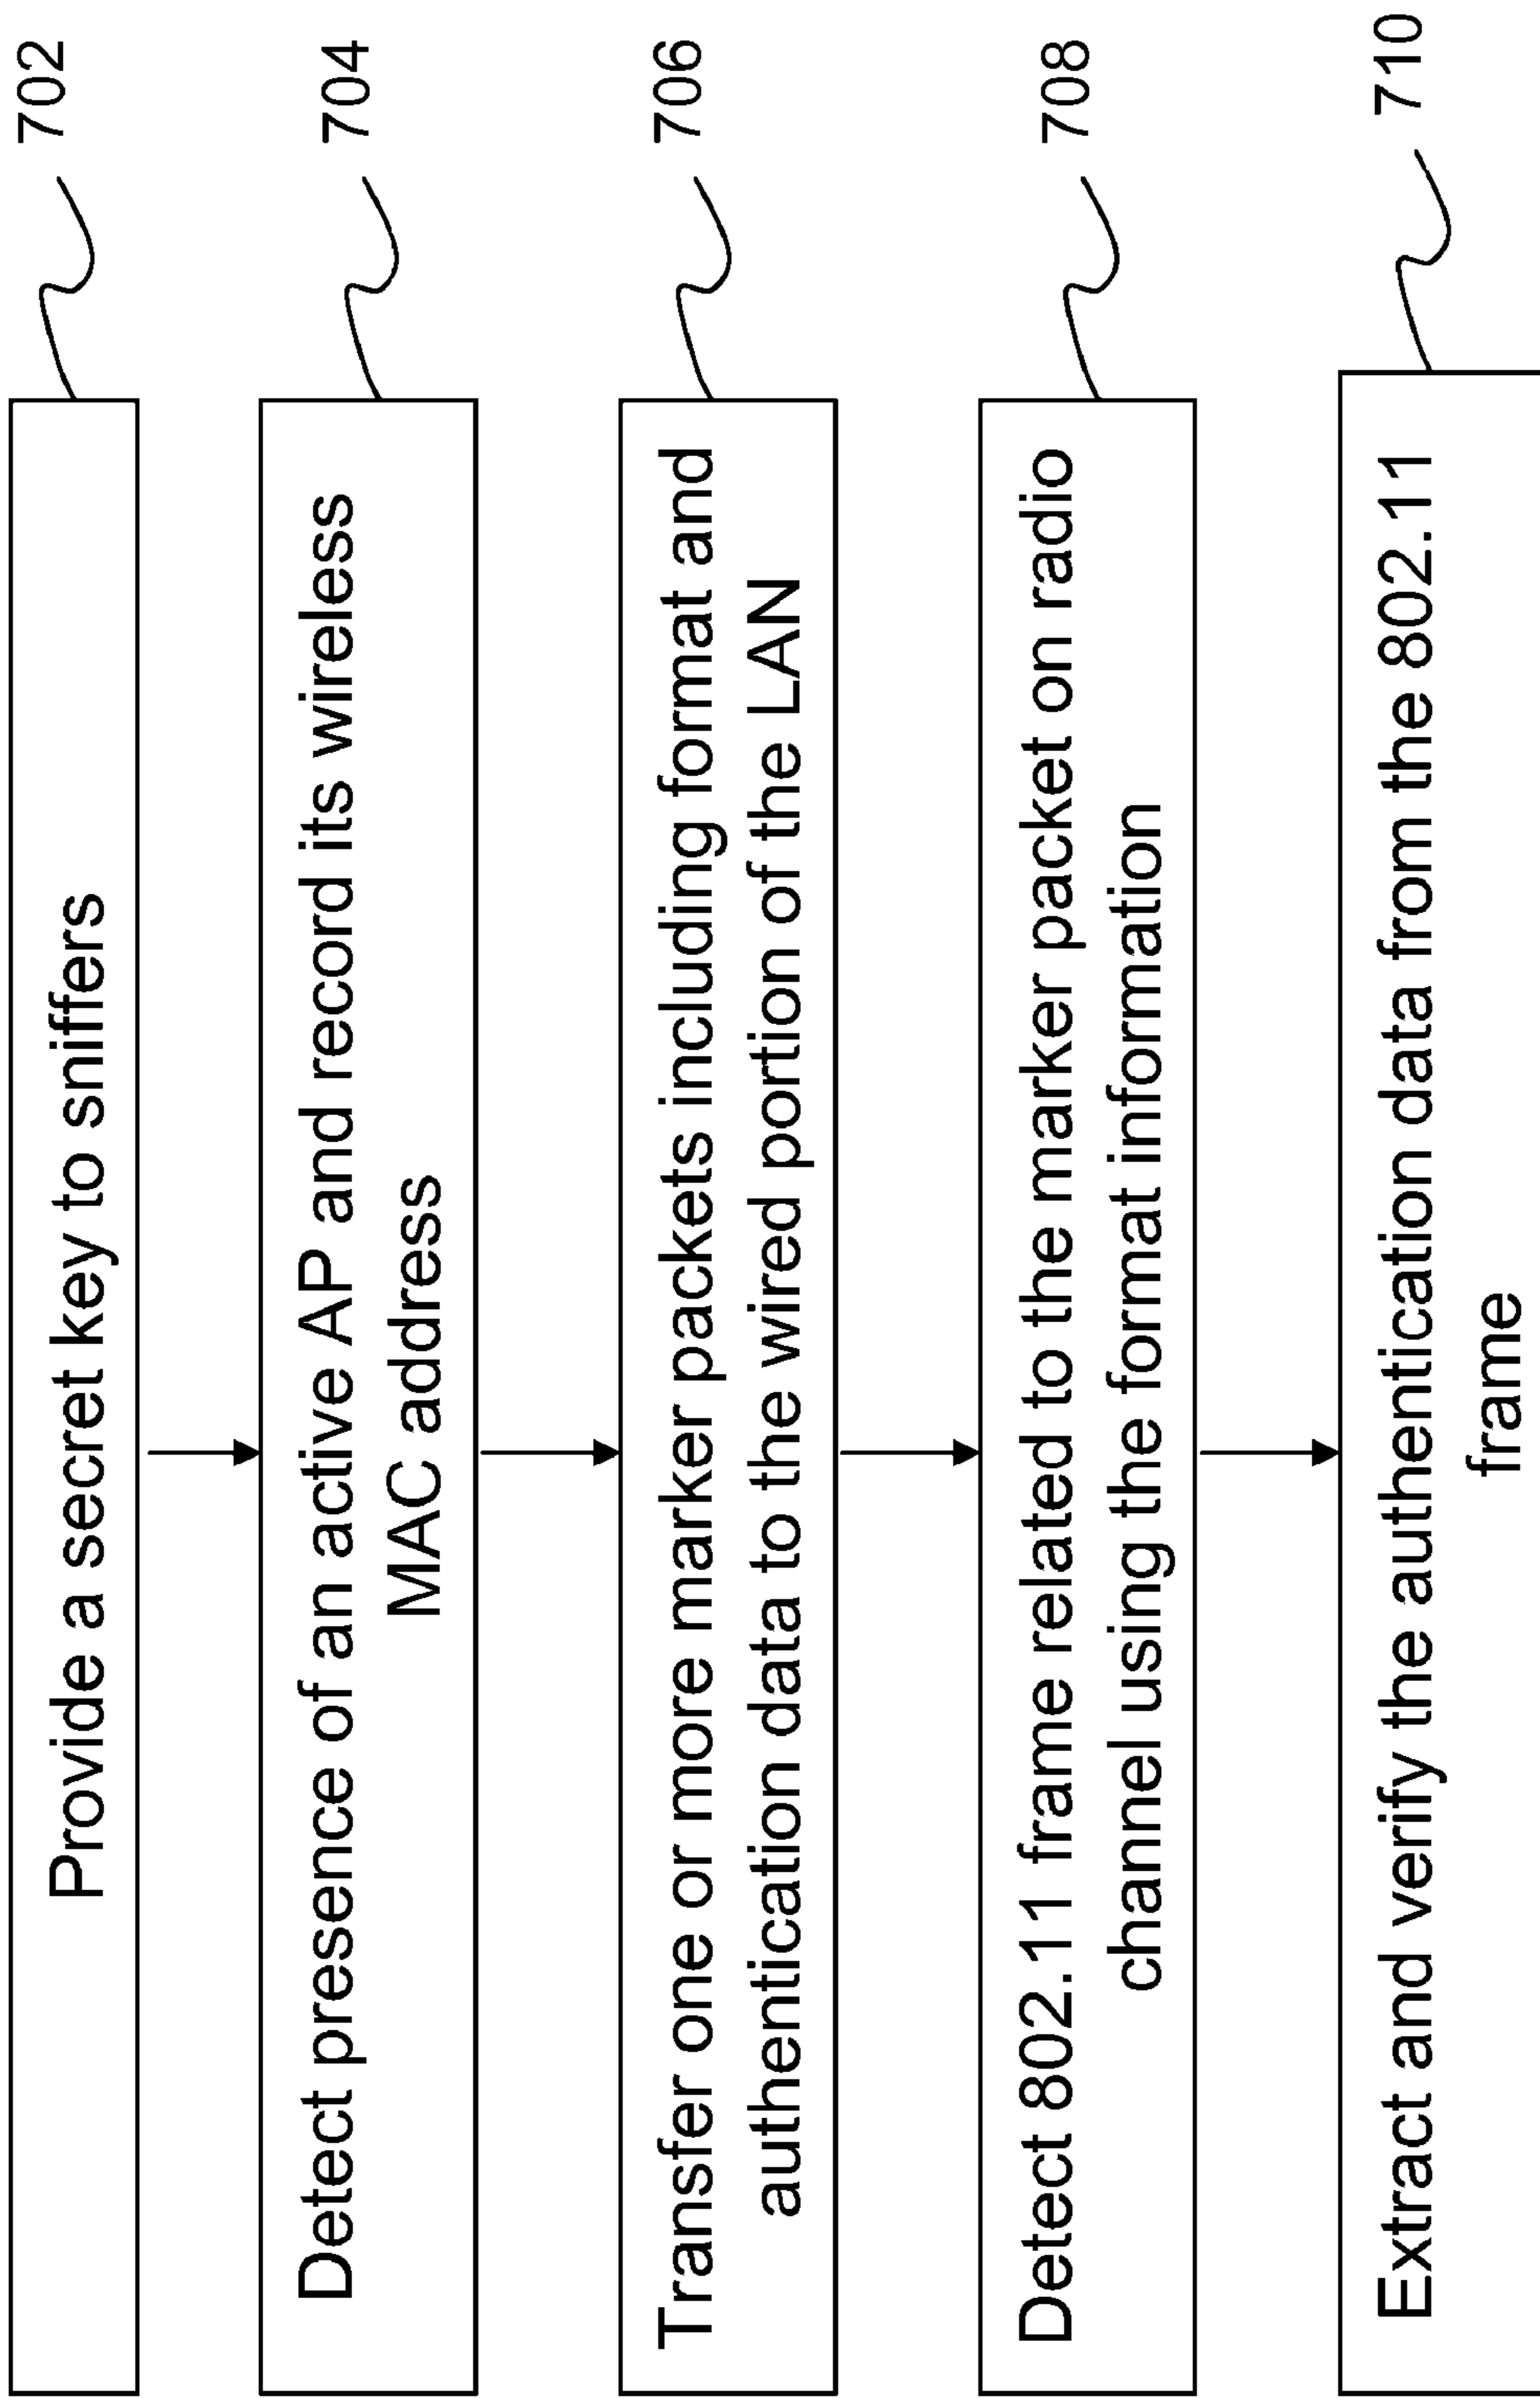 702
Provide a secret key to sniffers
704
Detect presence of an active AP and record its wireless
MAC address
706
Transfer one or more marker packets including format and
authentication data to the wired portion of the LAN
708
Detect 802.11 frame related to the marker packet on radio
channel using the format information
710
Extract and verify the authentication data from the 802.11
frame